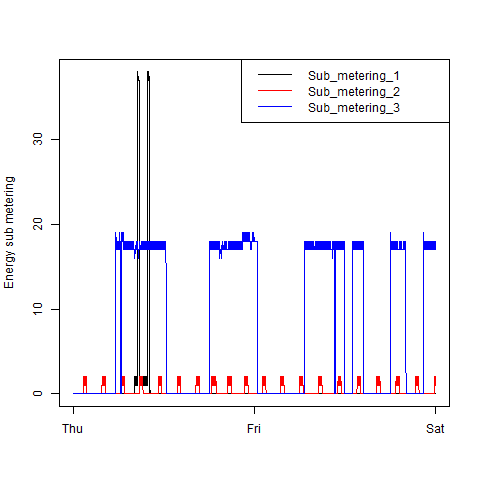 Sub_metering_1
Sub_metering_2
Sub_metering_3
Energy sub metering
30
20
10
0
Thu Fri Sat